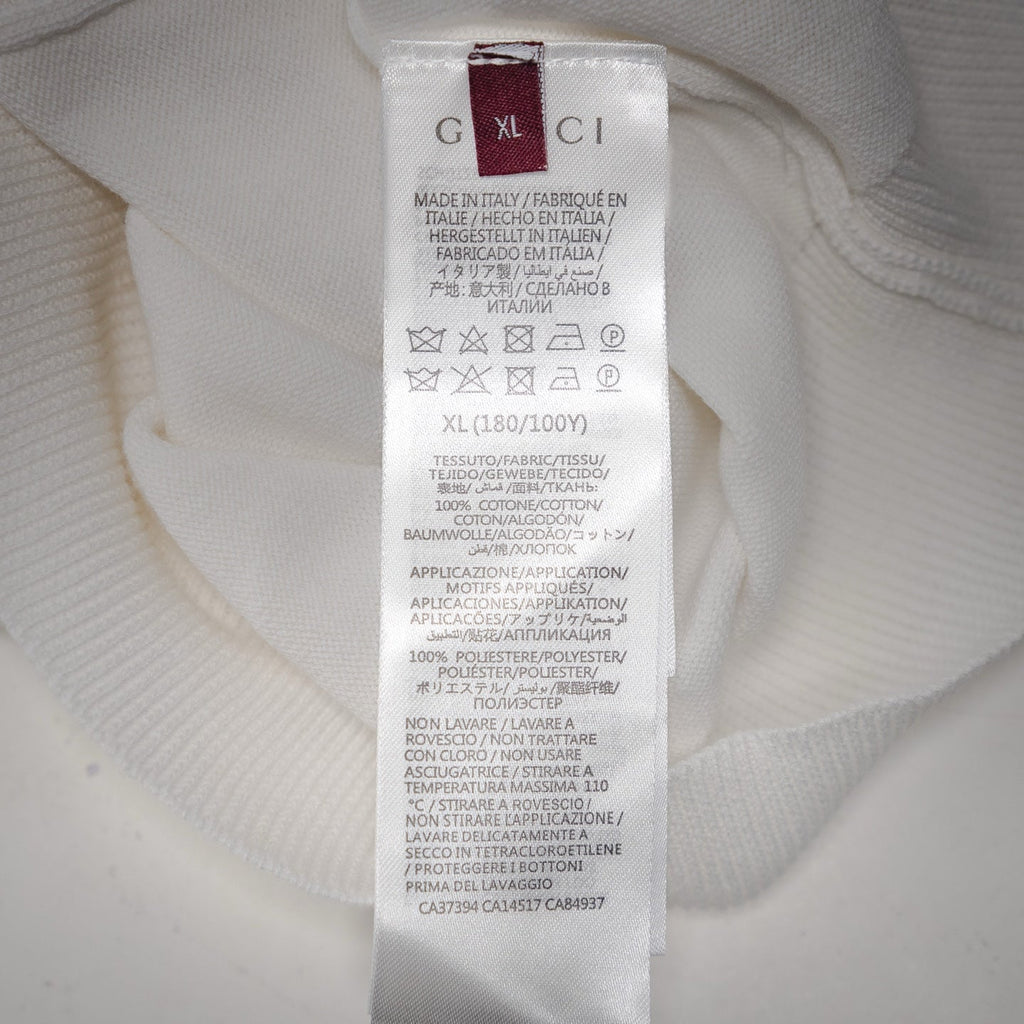 G CI
XL
MADE IN ITALY / FABRIQUÉ EN
ITALIE / HECHO EN ITALIA /
HERGESTELLT IN ITALIEN /
FABRICADO EM ITÁLIA /
イタリア製 / صنع في ايطاليا /
产地: 意大利 / СДЕЛАНО В
ИТАЛИИ
P
P
XL (180/100Y)
TESSUTO/FABRIC/TISSU/
TEJIDO/GEWEBE/TECIDO/
表地/ قماش /面料/ТКАНЬ:
100% COTONE/COTTON/
COTON/ALGODÓN/
BAUMWOLLE/ALGODÃO/コットン/
قطن/棉/ХЛОПОК
APPLICAZIONE/APPLICATION/
MOTIFS APPLIQUÉS/
APLICACIONES/APPLIKATION/
APLICACÕES/アップリケ/الوضعية
التطبيق/贴花/АППЛИКАЦИЯ
100% POLIESTERE/POLYESTER/
POLIÉSTER/POLYESTER/
ポリエステル/ بوليستر /聚酯纤维/
ПОЛИЭСТЕР
NON LAVARE / LAVARE A
ROVESCIO / NON TRATTARE
CON CLORO / NON USARE
ASCIUGATRICE / STIRARE A
TEMPERATURA MASSIMA 110
°C / STIRARE A ROVESCIO /
NON STIRARE L'APPLICAZIONE /
LAVARE DELICATAMENTE A
SECCO IN TETRACLOROETILENE
/ PROTEGGERE I BOTTONI
PRIMA DEL LAVAGGIO
CA37394 CA14517 CA84937